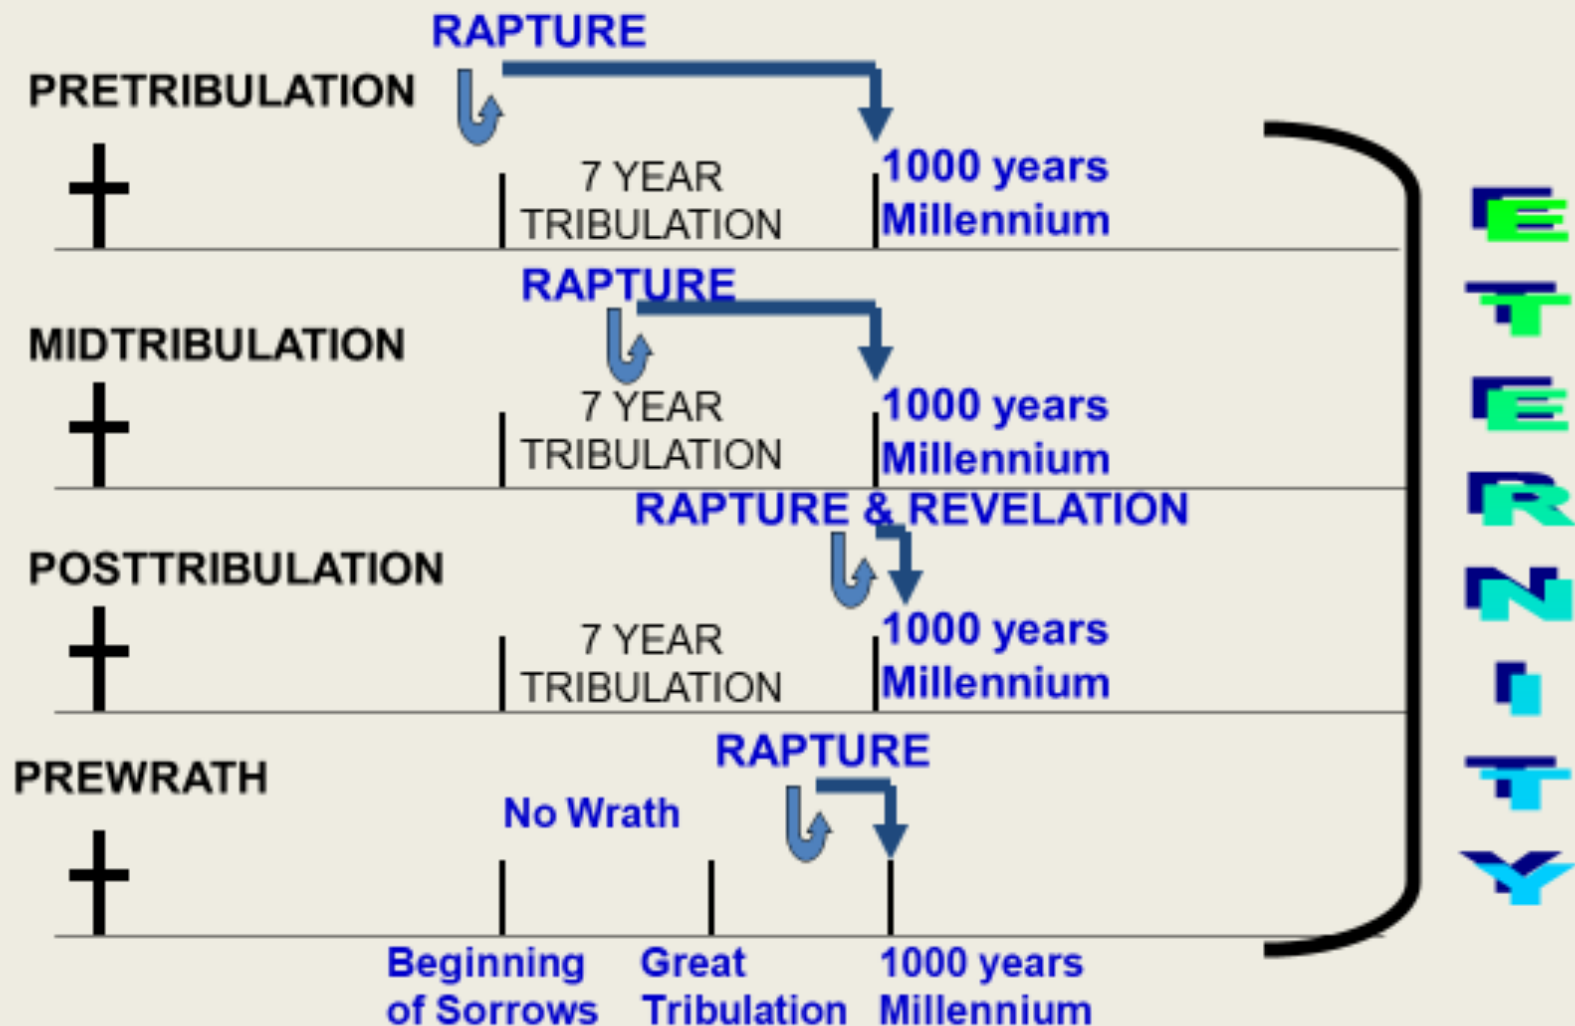 RAPTURE
PRETRIBULATION
7 YEAR
TRIBULATION
1000 years
Millennium
RAPTURE
MIDTRIBULATION
7 YEAR
TRIBULATION
1000 years
Millennium
RAPTURE & REVELATION
POSTTRIBULATION
7 YEAR
TRIBULATION
1000 years
Millennium
RAPTURE
PREWRATH
No Wrath
Beginning
of Sorrows
Great
Tribulation
1000 years
Millennium
ETERNITY